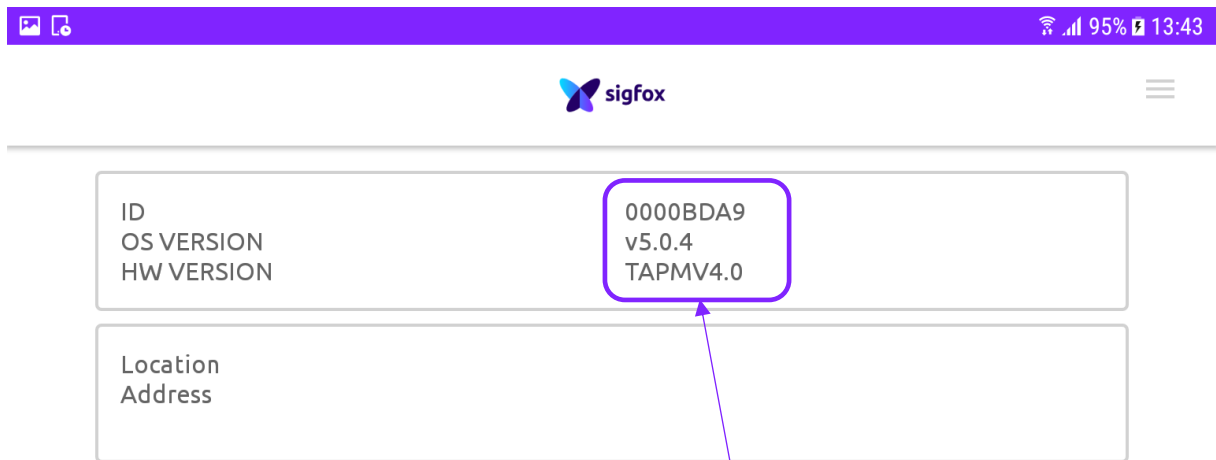 95% 13:43
sigfox
ID 0000BDA9
OS VERSION v5.0.4
HW VERSION TAPMV4.0
Location
Address